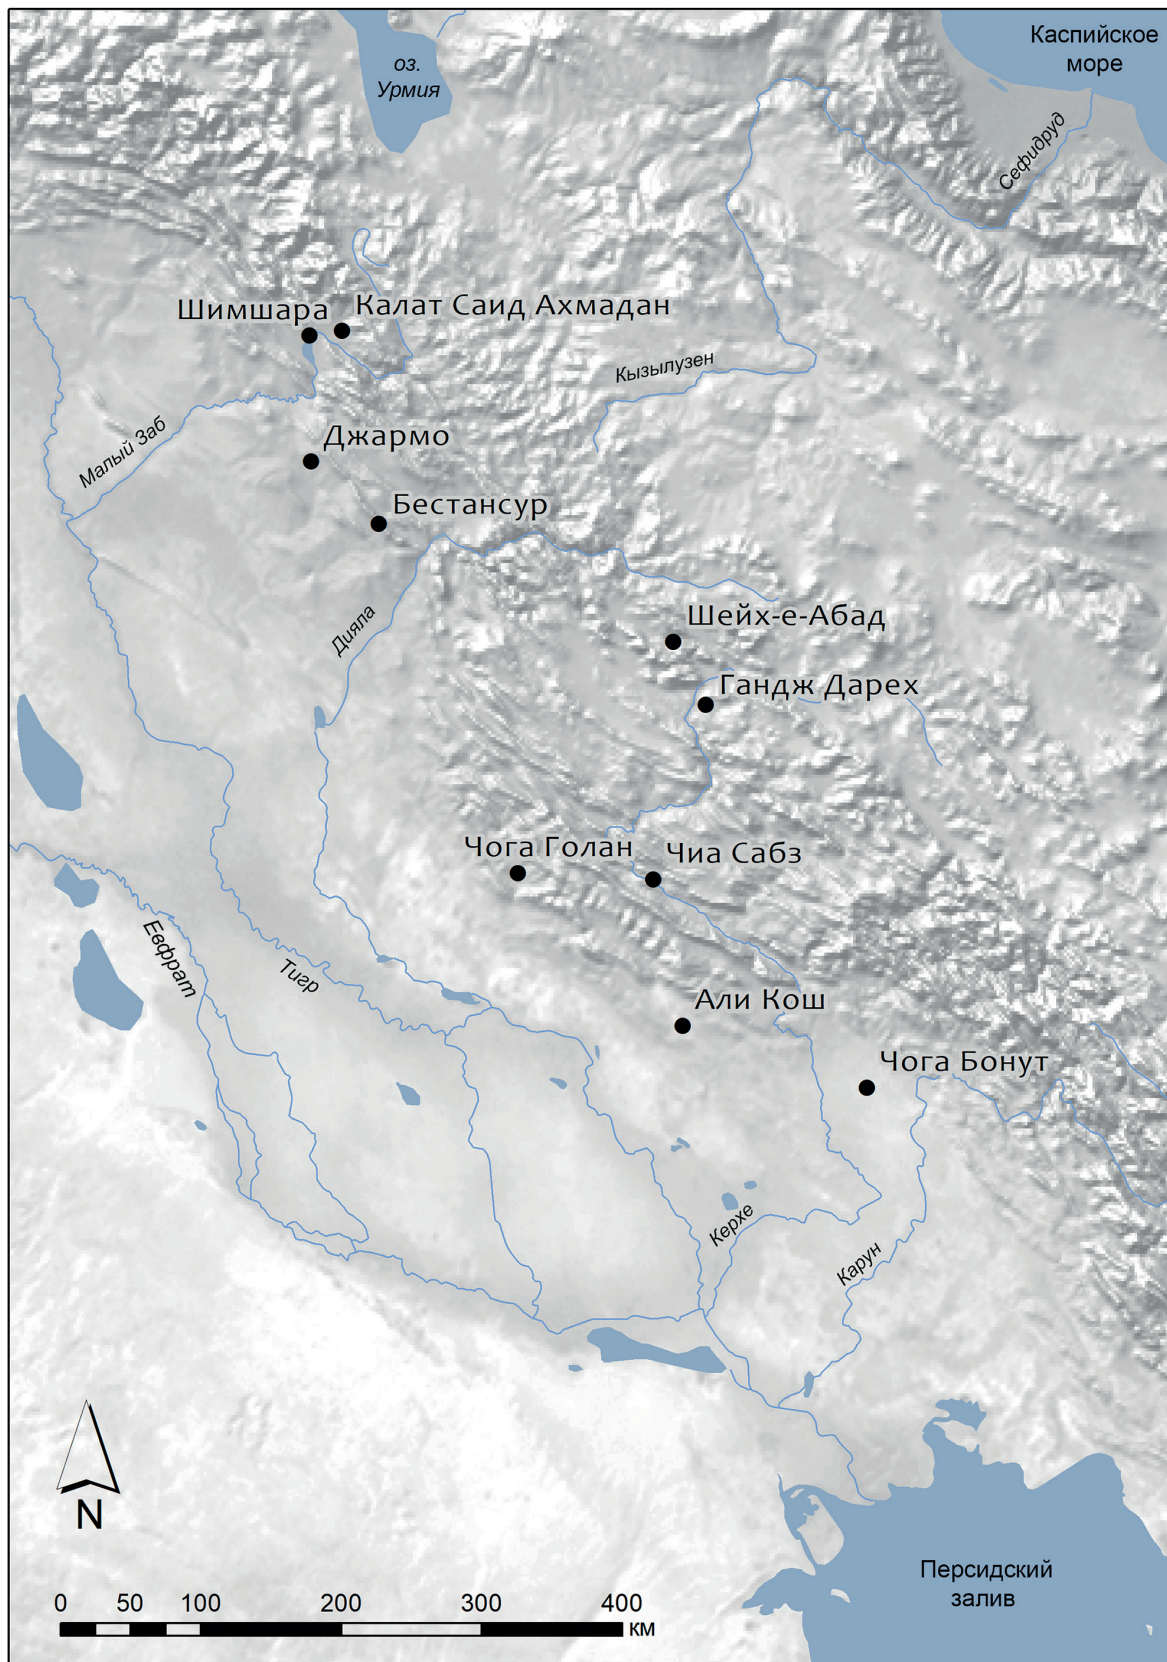 Каспийское
море
оз.
Урмия
Сефидруд
Шимшара
Калат Саид Ахмадан
Кызылузен
Малый Заб
Джармо
Бестансур
Дияла
Шейх-е-Абад
Гандж Дарех
Чога Голан
Чиа Сабз
Евфрат
Тигр
Али Кош
Чога Бонут
Керхе
Карун
N
Персидский
залив
0 50 100 200 300 400
км